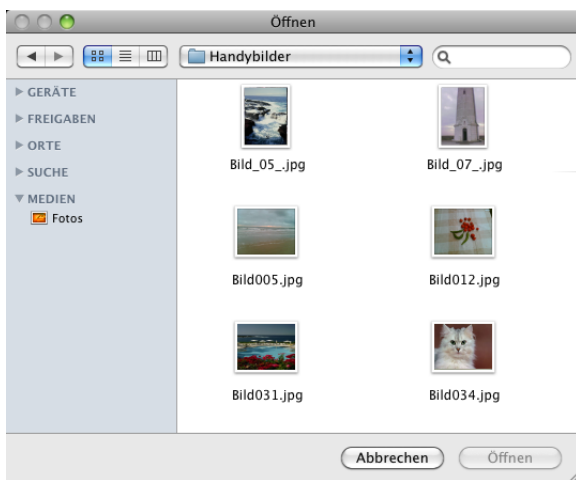 Öffnen
Handybilder
GERÄTE
FREIGABEN
ORTE
SUCHE
MEDIEN
Fotos
Bild_05_.jpg
Bild_07_.jpg
Bild005.jpg
Bild012.jpg
Bild031.jpg
Bild034.jpg
Abbrechen
Öffnen